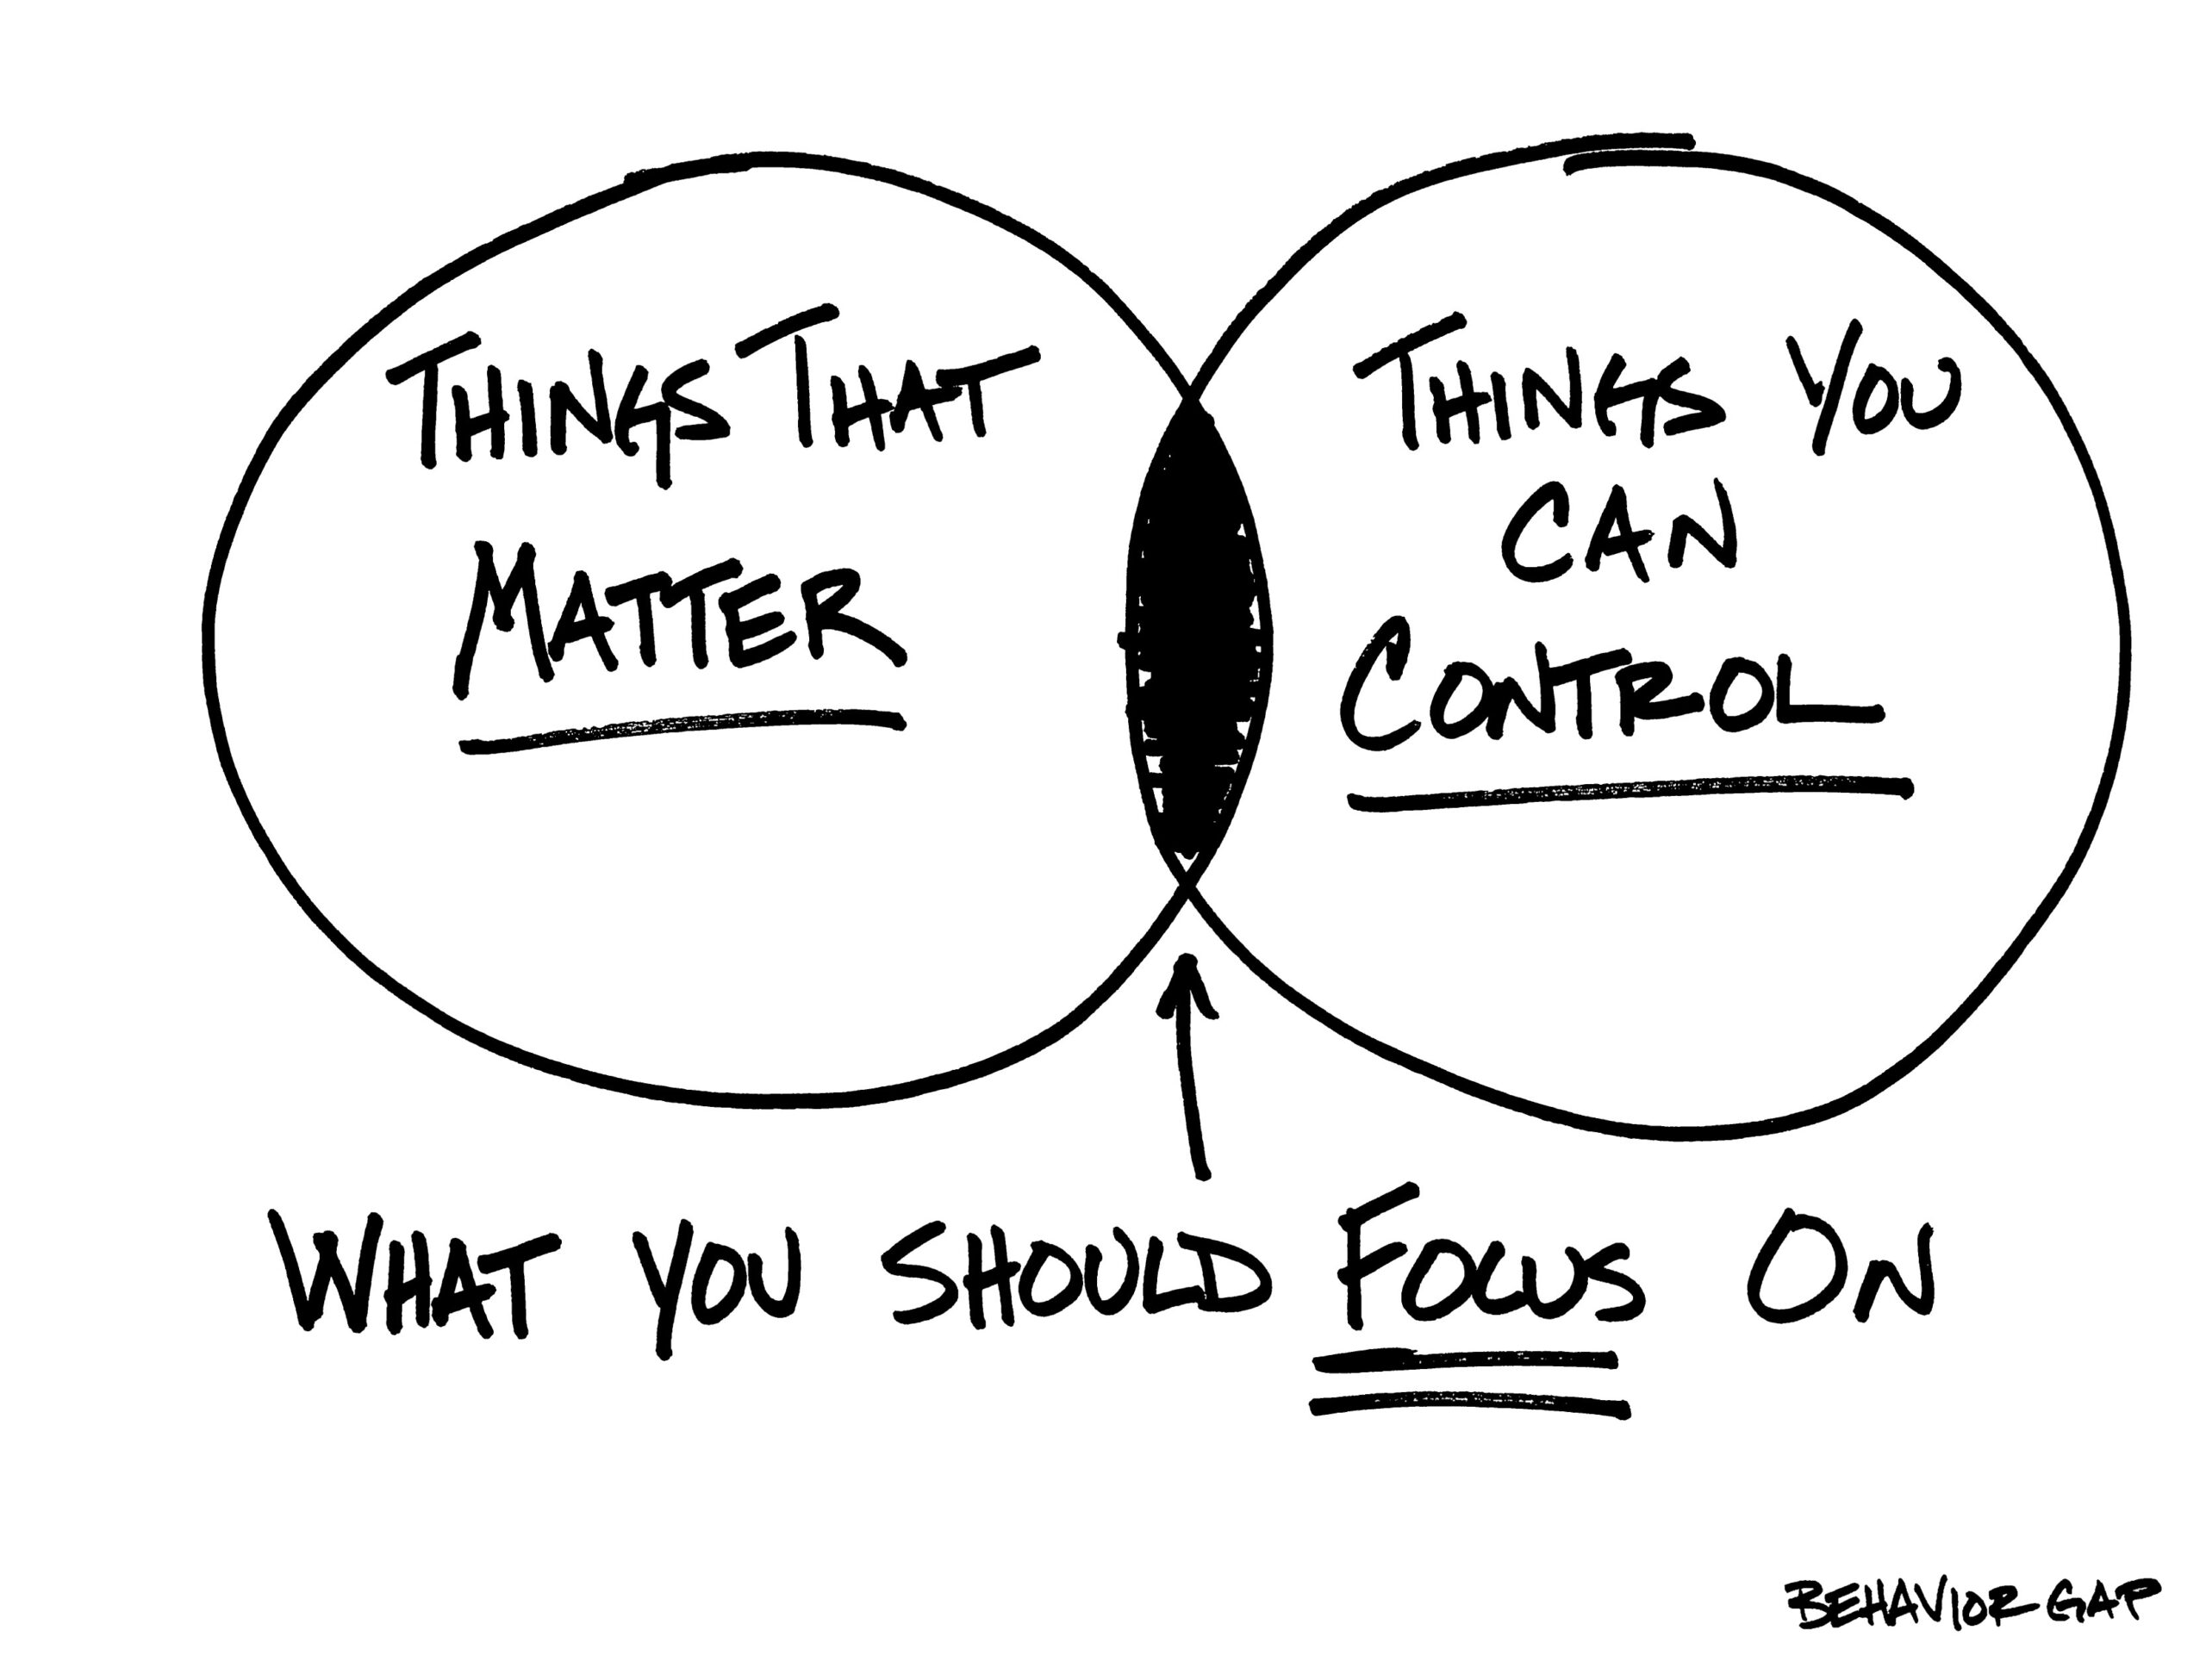 THINGS THAT
MATTER
THINGS YOU
CAN
CONTROL
WHAT YOU SHOULD FOCUS ON
BEHAVIOR GAP